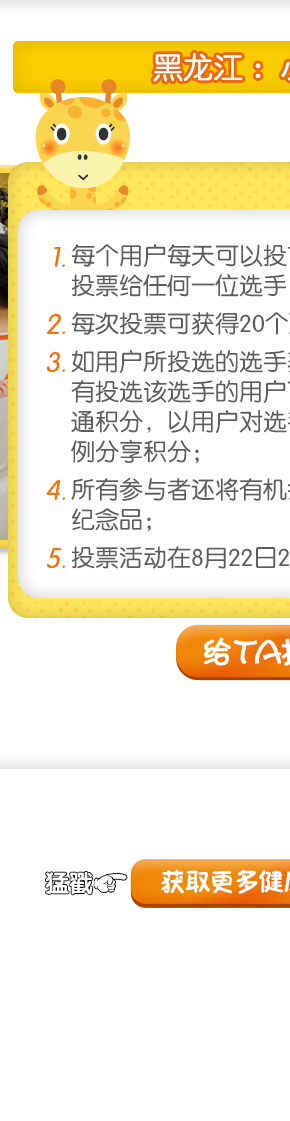 黑龙江：
1. 每个用户每天可以投
投票给任何一位选手
2. 每次投票可获得20个
3. 如用户所投选的选手
有投选该选手的用户
通积分，以用户对选
例分享积分；
4. 所有参与者还将有机
纪念品；
5. 投票活动在8月22日2
给TA
猛戳
获取更多健